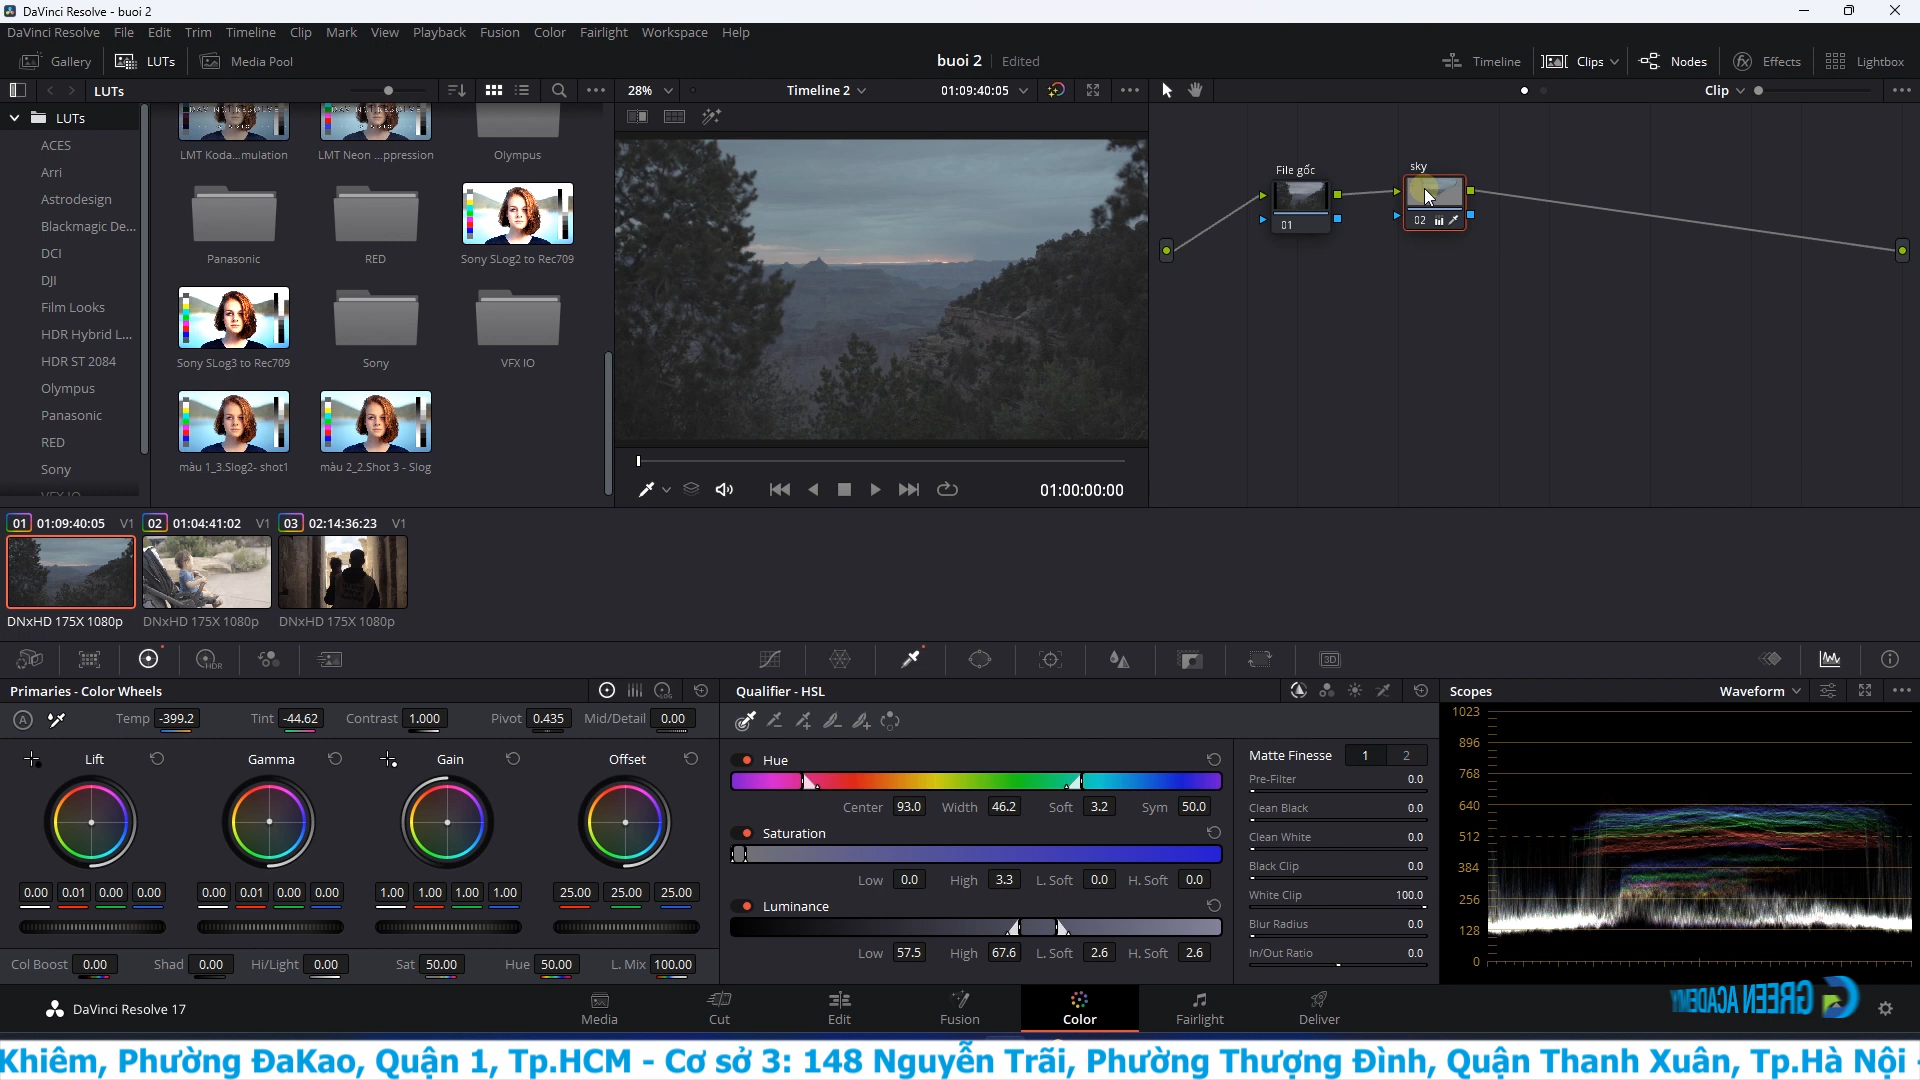 DaVinci Resolve - buoi 2
DaVinci Resolve File Edit Trim Timeline Clip Mark View Playback Fusion Color Fairlight Workspace Help
Gallery LUTs Media Pool buoi 2 Edited Timeline Clips Nodes Effects Lightbox
LUTs 28% Timeline 2 01:09:40:05 Clip
LUTs
ACES
Arri
Astrodesign
Blackmagic De...
DCI
DJI
Film Looks
HDR Hybrid L...
HDR ST 2084
Olympus
Panasonic
RED
Sony
VFX IO
LMT Koda...mulation LMT Neon ...ppression Olympus
Panasonic RED Sony SLog2 to Rec709
Sony SLog3 to Rec709 Sony VFX IO
màu 1_3.Slog2- shot1 màu 2_2.Shot 3 - Slog
01:00:00:00
File gốc sky
01 02
01 01:09:40:05 V1 02 01:04:41:02 V1 03 02:14:36:23 V1
DNxHD 175X 1080p DNxHD 175X 1080p DNxHD 175X 1080p
HDR 3D
Primaries - Color Wheels LOG
A Temp -399.2 Tint -44.62 Contrast 1.000 Pivot 0.435 Mid/Detail 0.00
Lift Gamma Gain Offset
0.00 0.01 0.00 0.00 0.00 0.01 0.00 0.00 1.00 1.00 1.00 1.00 25.00 25.00 25.00
Col Boost 0.00 Shad 0.00 Hi/Light 0.00 Sat 50.00 Hue 50.00 L. Mix 100.00
Qualifier - HSL
Hue
Center 93.0 Width 46.2 Soft 3.2 Sym 50.0
Saturation
Low 0.0 High 3.3 L. Soft 0.0 H. Soft 0.0
Luminance
Low 57.5 High 67.6 L. Soft 2.6 H. Soft 2.6
Matte Finesse 1 2
Pre-Filter 0.0
Clean Black 0.0
Clean White 0.0
Black Clip 0.0
White Clip 100.0
Blur Radius 0.0
In/Out Ratio 0.0
Scopes Waveform
1023
896
768
640
512
384
256
128
0
DaVinci Resolve 17 Media Cut Edit Fusion Color Fairlight Deliver
GREEN ACADEMY
Khiêm, Phường ĐaKao, Quận 1, Tp.HCM - Cơ sở 3: 148 Nguyễn Trãi, Phường Thượng Đình, Quận Thanh Xuân, Tp.Hà Nội -